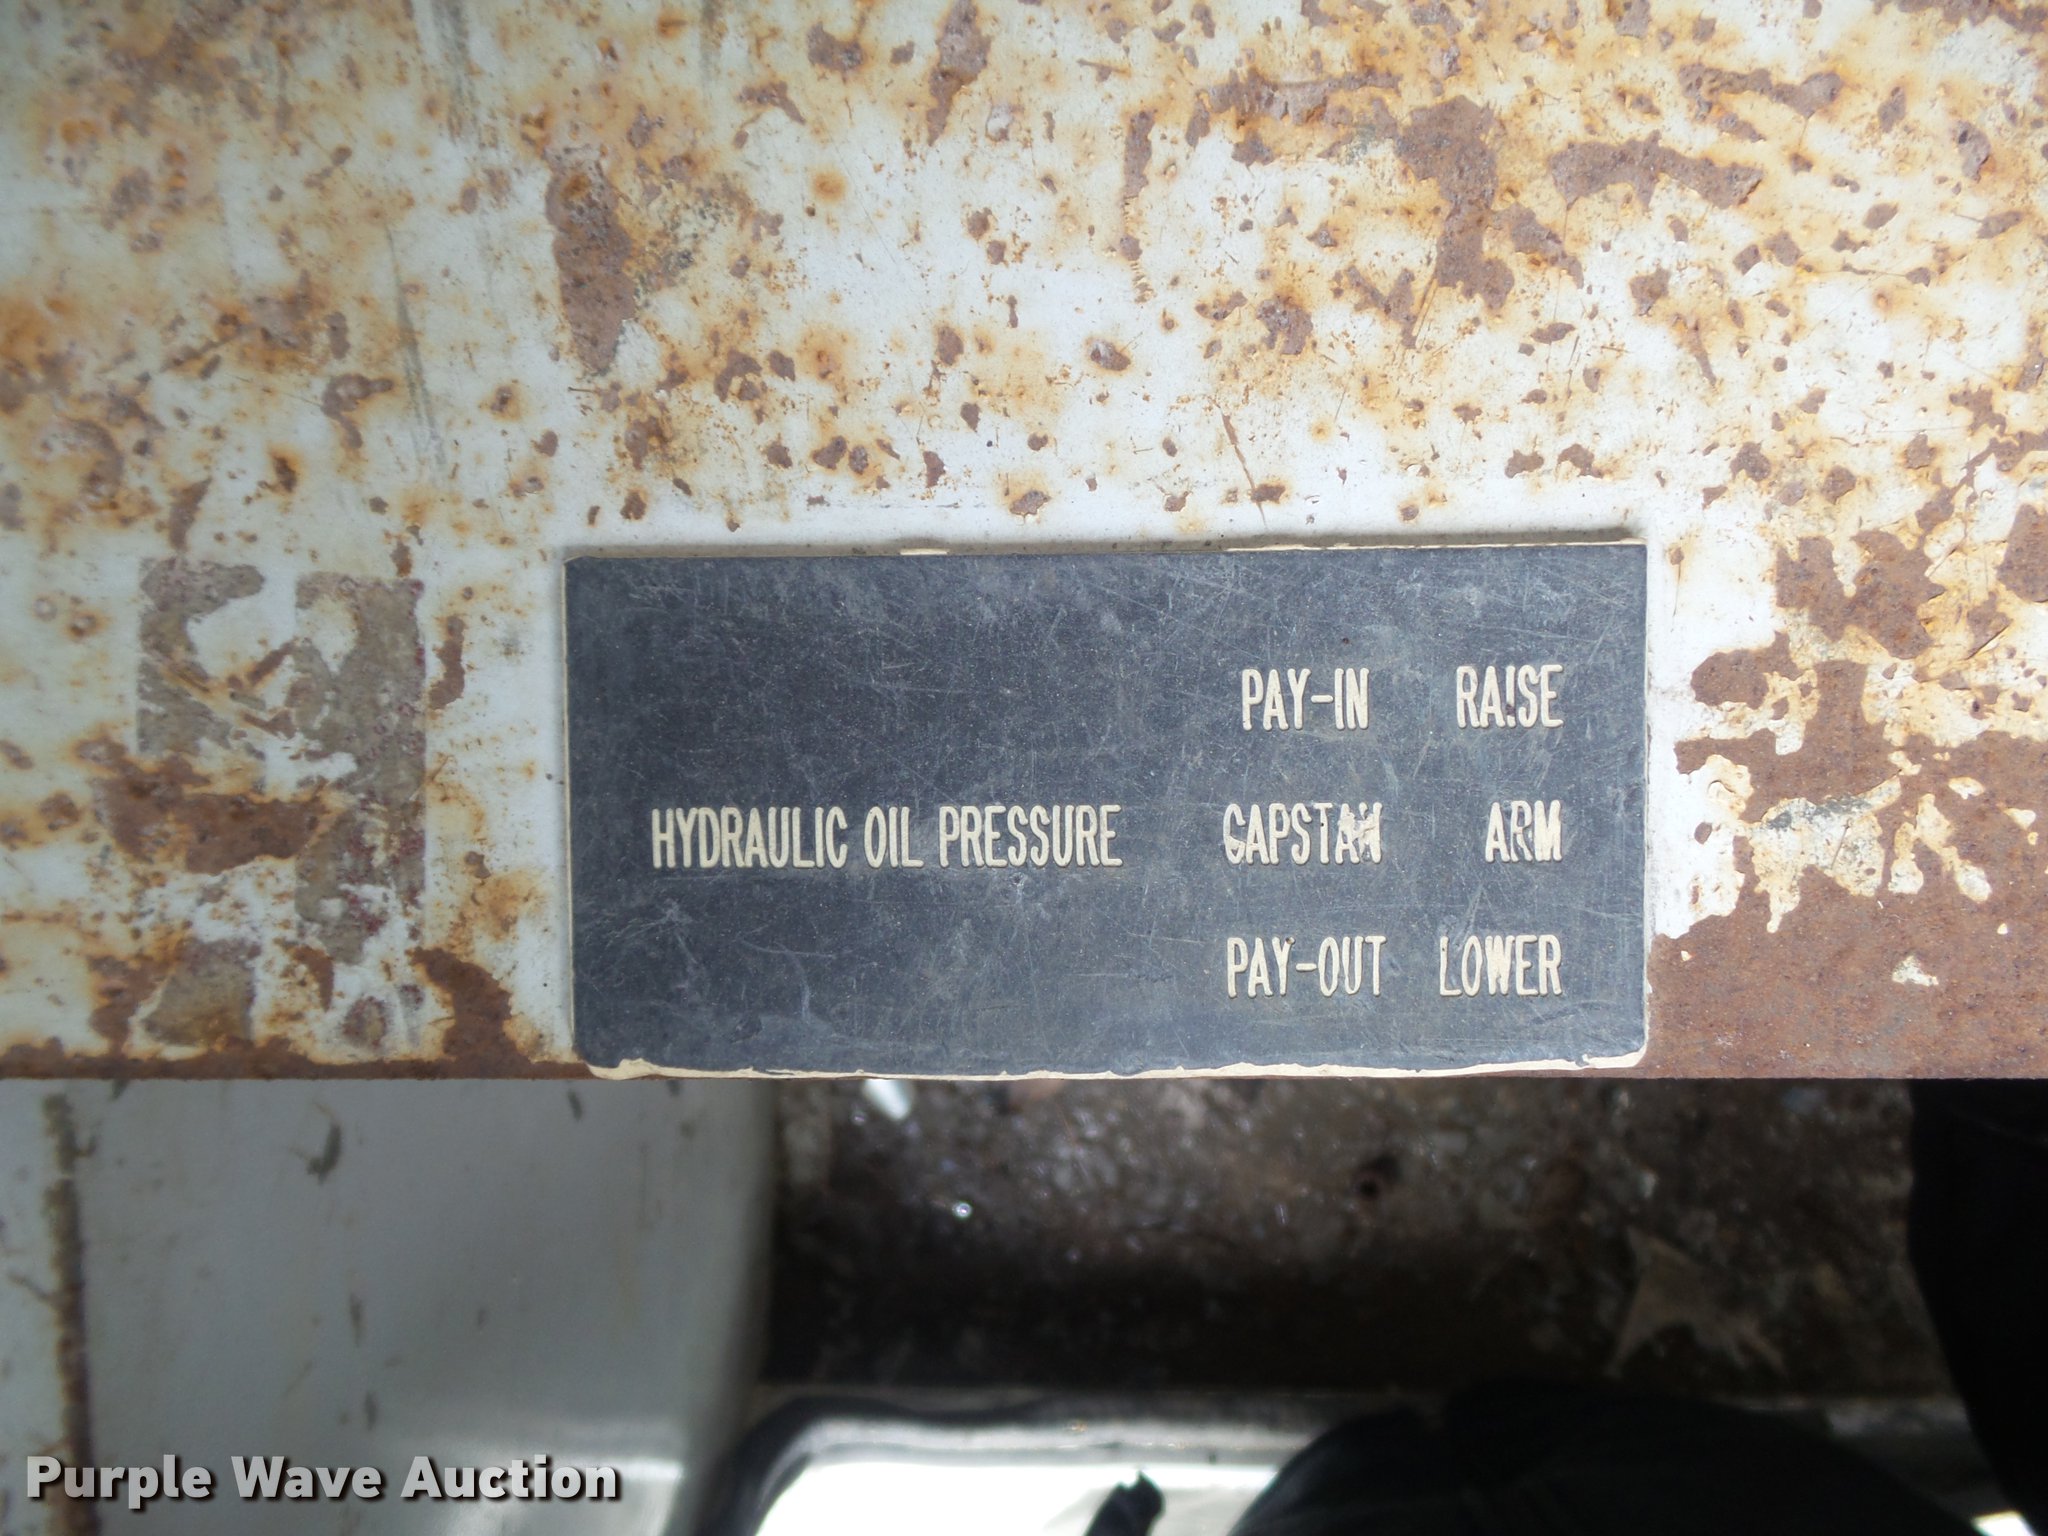 PAY-IN RAISE
HYDRAULIC OIL PRESSURE CAPSTAN ARM
PAY-OUT LOWER
Purple Wave Auction